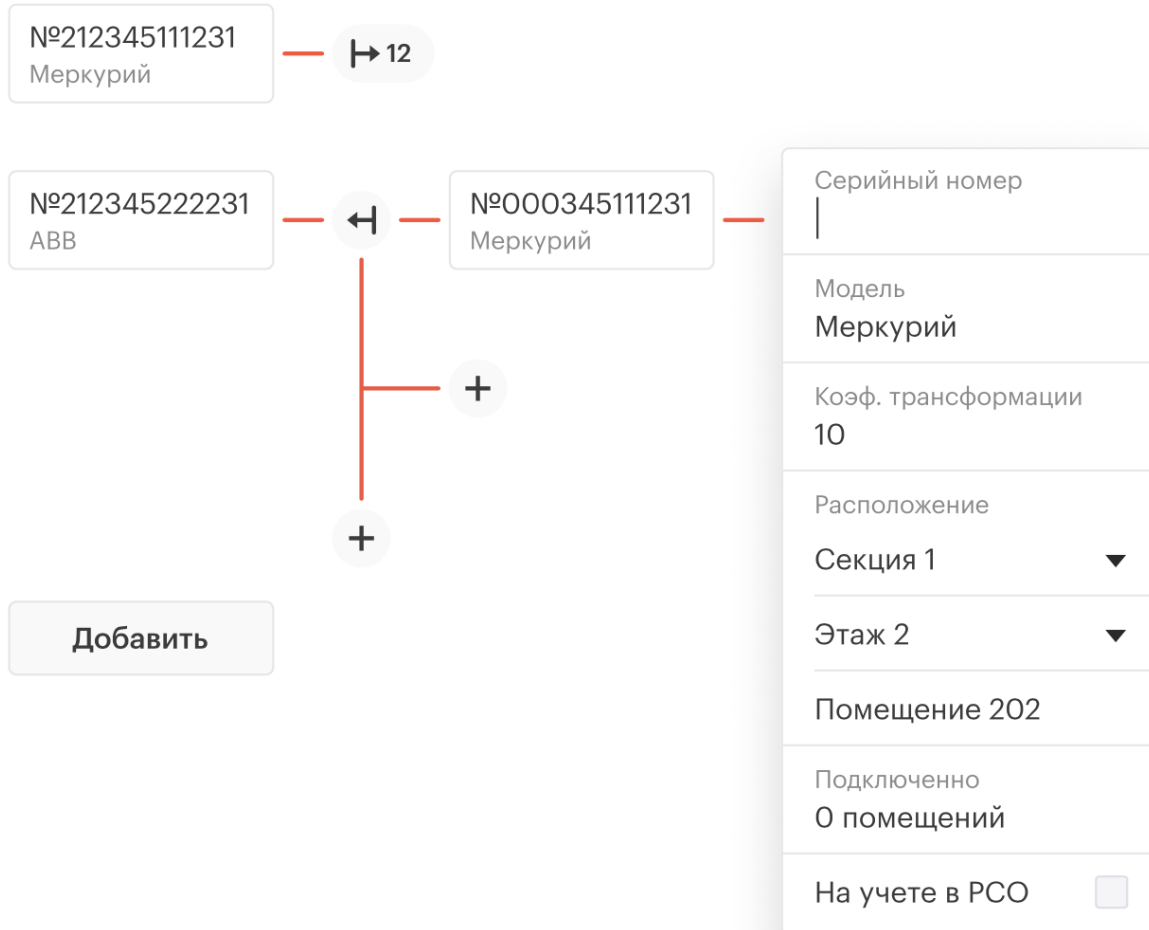 №212345111231
Меркурий
12
№212345222231
ABB
№000345111231
Меркурий
Добавить
Серийный номер
Модель
Меркурий
Коэф. трансформации
10
Расположение
Секция 1
Этаж 2
Помещение 202
Подключенно
0 помещений
На учете в РСО